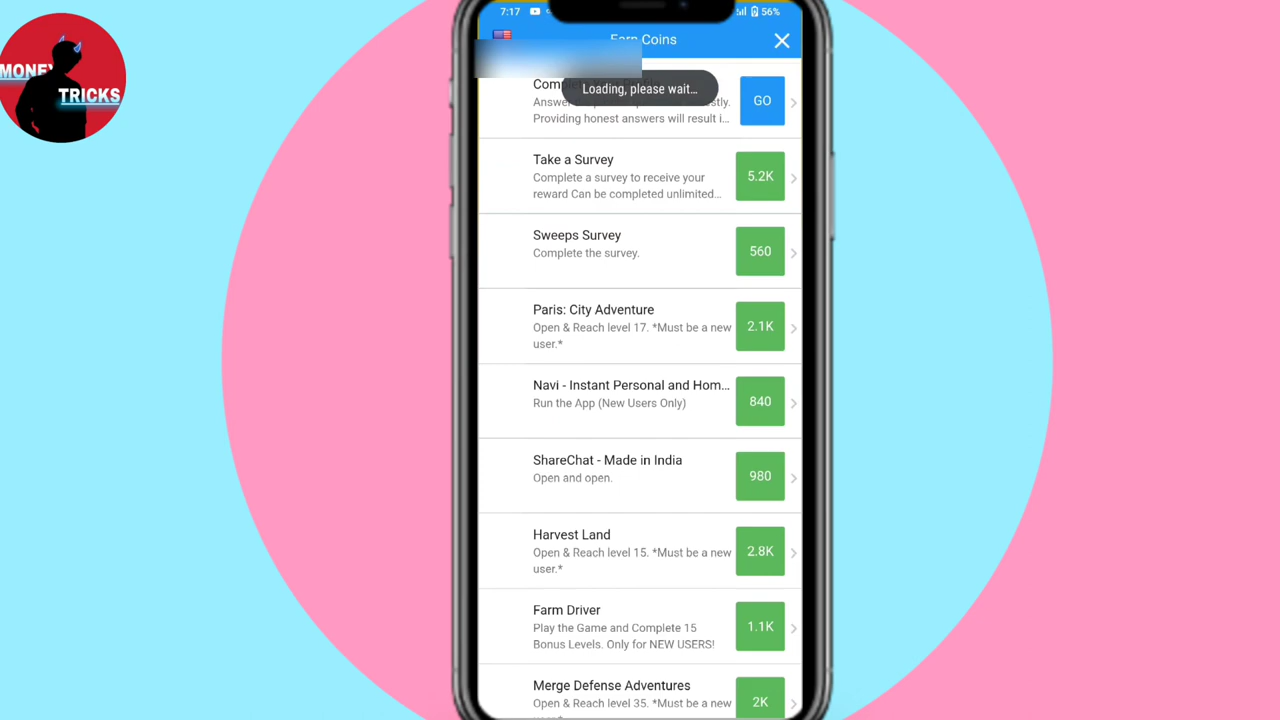 MONEY
TRICKS
7:17
56%
Earn Coins
Loading, please wait…
GO
Providing honest answers will result i…
Take a Survey
5.2K
Complete a survey to receive your
reward Can be completed unlimited…
Sweeps Survey
560
Complete the survey.
Paris: City Adventure
2.1K
Open & Reach level 17. *Must be a new
user.*
Navi - Instant Personal and Hom…
840
Run the App (New Users Only)
ShareChat - Made in India
980
Open and open.
Harvest Land
2.8K
Open & Reach level 15. *Must be a new
user.*
Farm Driver
1.1K
Play the Game and Complete 15
Bonus Levels. Only for NEW USERS!
Merge Defense Adventures
2K
Open & Reach level 35. *Must be a new